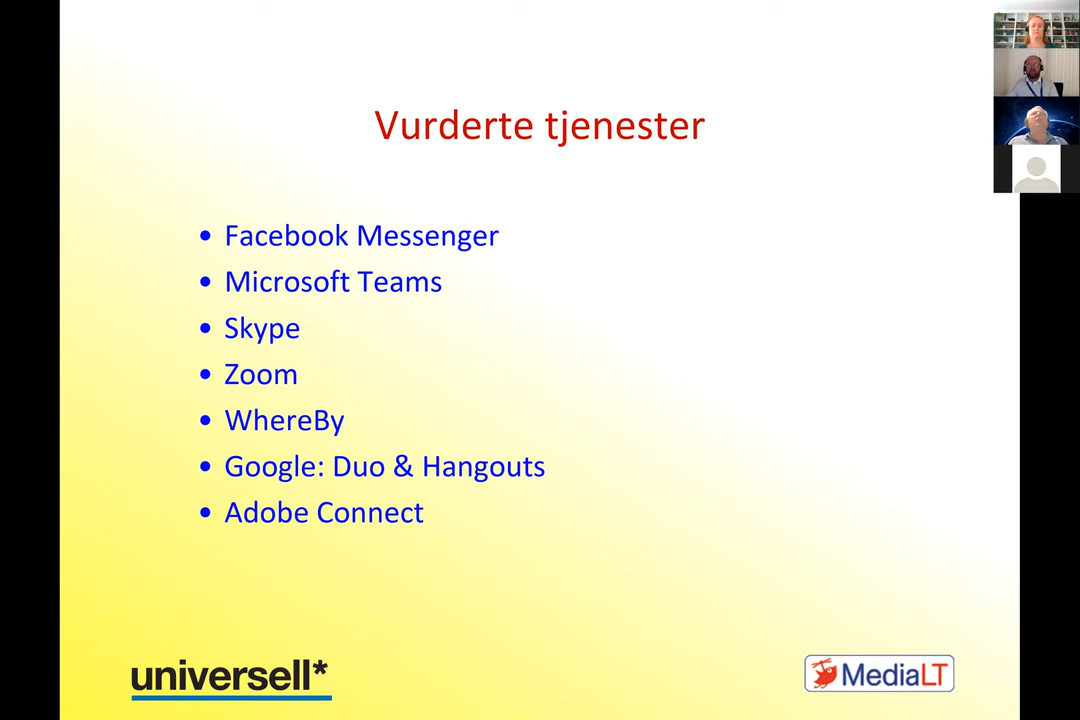 Vurderte tjenester
• Facebook Messenger
• Microsoft Teams
• Skype
• Zoom
• WhereBy
• Google: Duo & Hangouts
• Adobe Connect
universell*
MediaLT